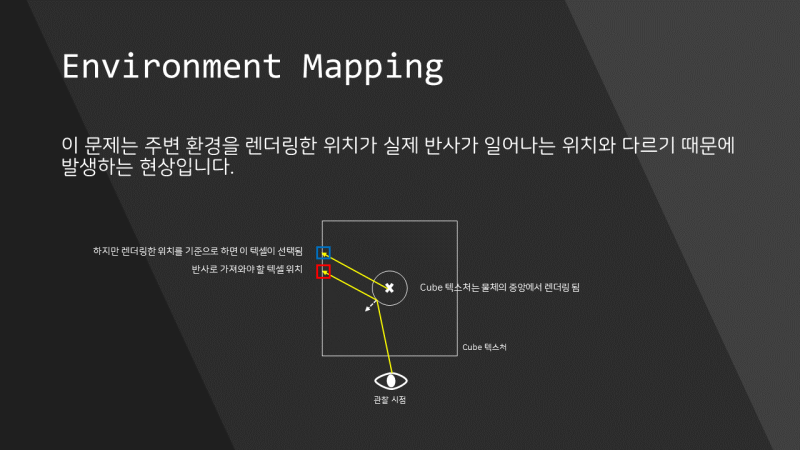 Environment Mapping
이 문제는 주변 환경을 렌더링한 위치가 실제 반사가 일어나는 위치와 다르기 때문에
발생하는 현상입니다.
하지만 렌더링한 위치를 기준으로 하면 이 텍셀이 선택됨
반사로 가져와야 할 텍셀 위치
Cube 텍스처는 물체의 중앙에서 렌더링 됨
Cube 텍스처
관찰 시점